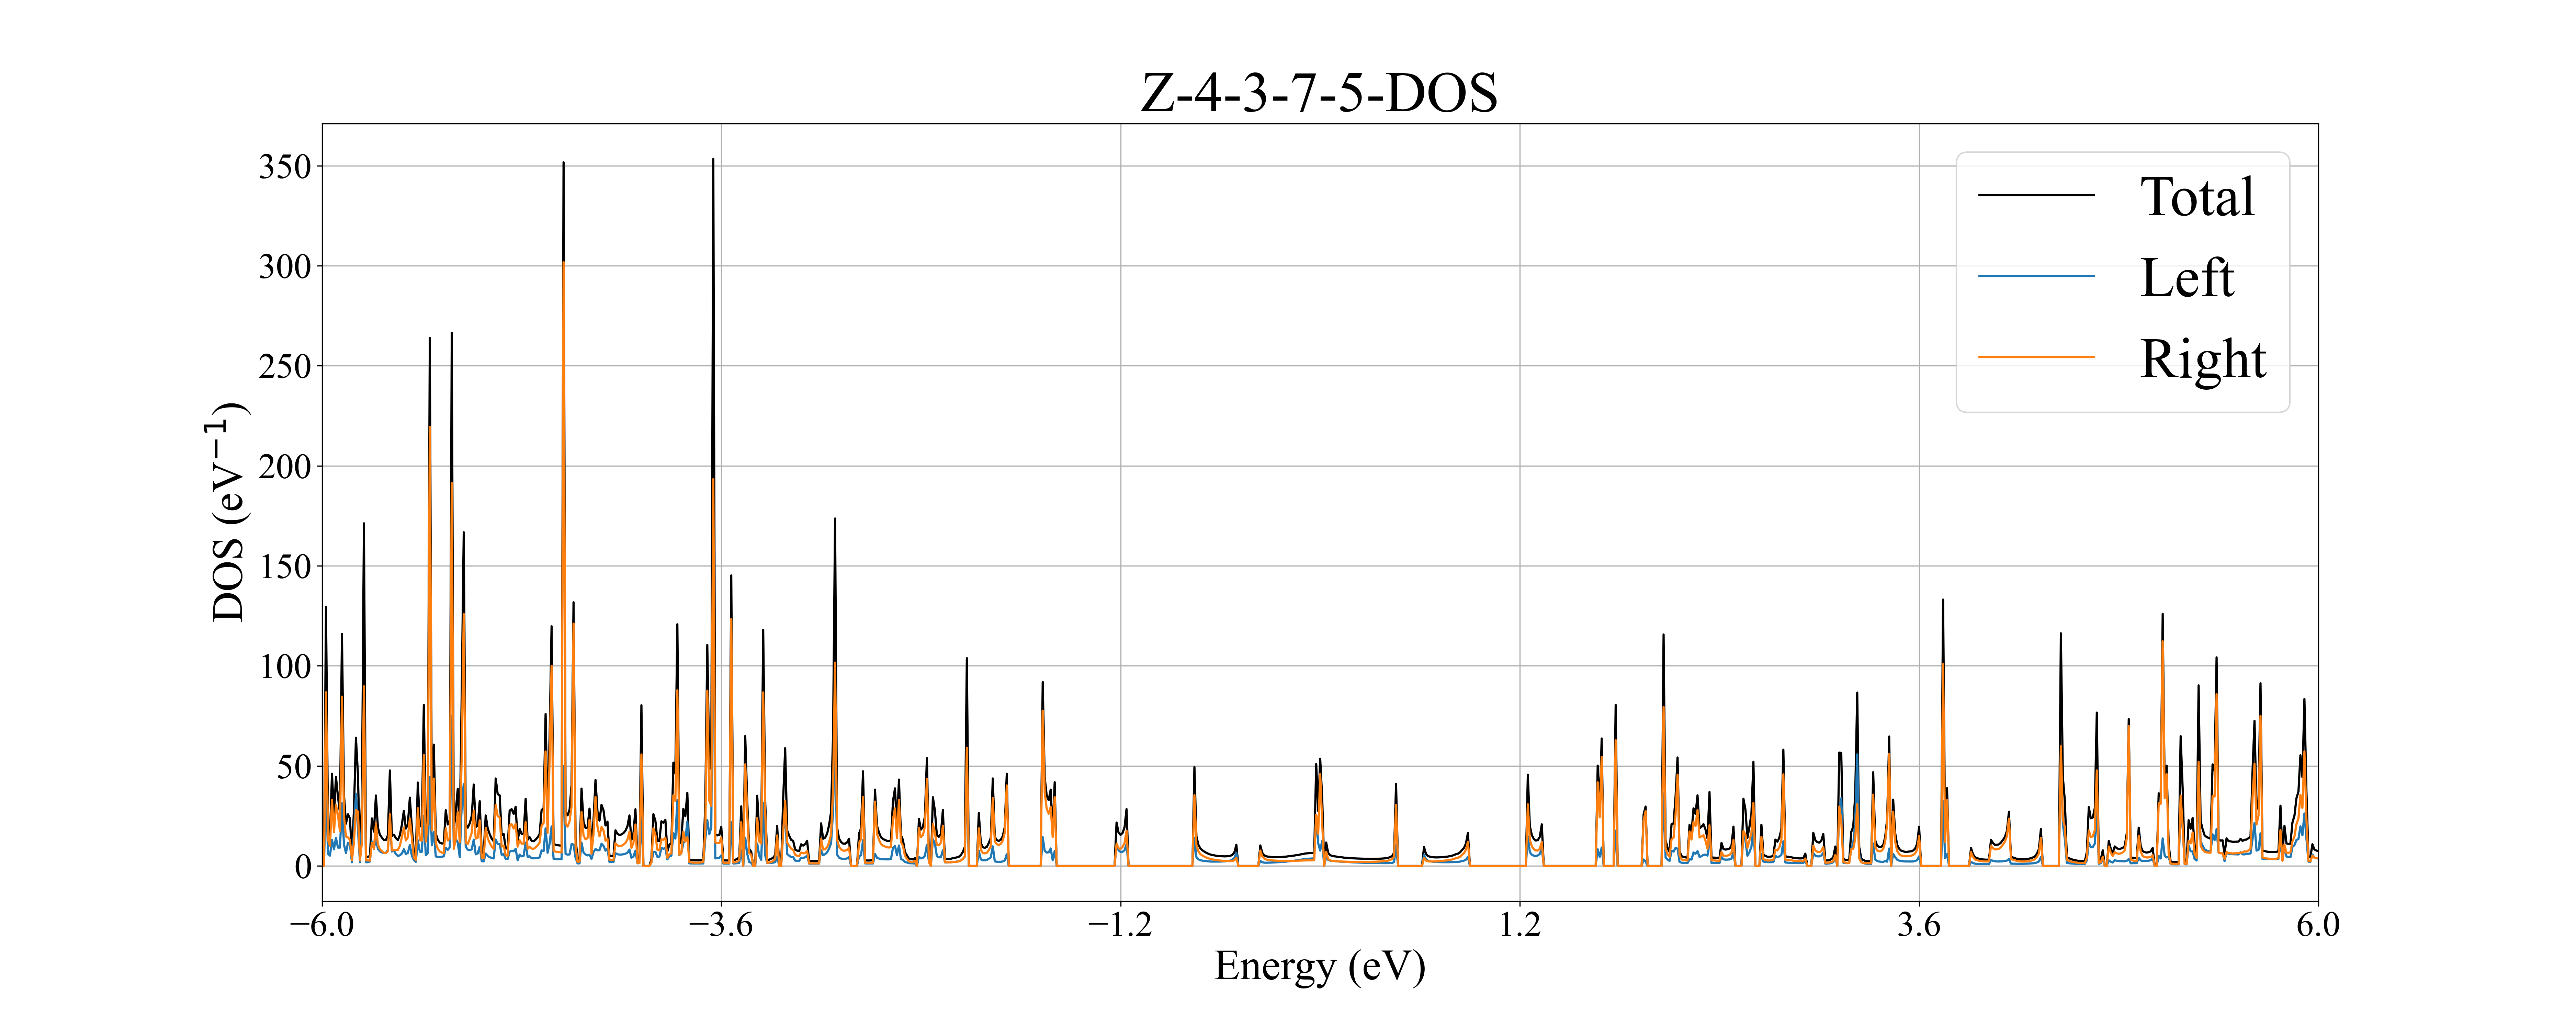 Z-4-3-7-5-DOS
DOS (eV⁻¹)
350
300
250
200
150
100
50
0
−6.0 −3.6 −1.2 1.2 3.6 6.0
Energy (eV)
Total
Left
Right